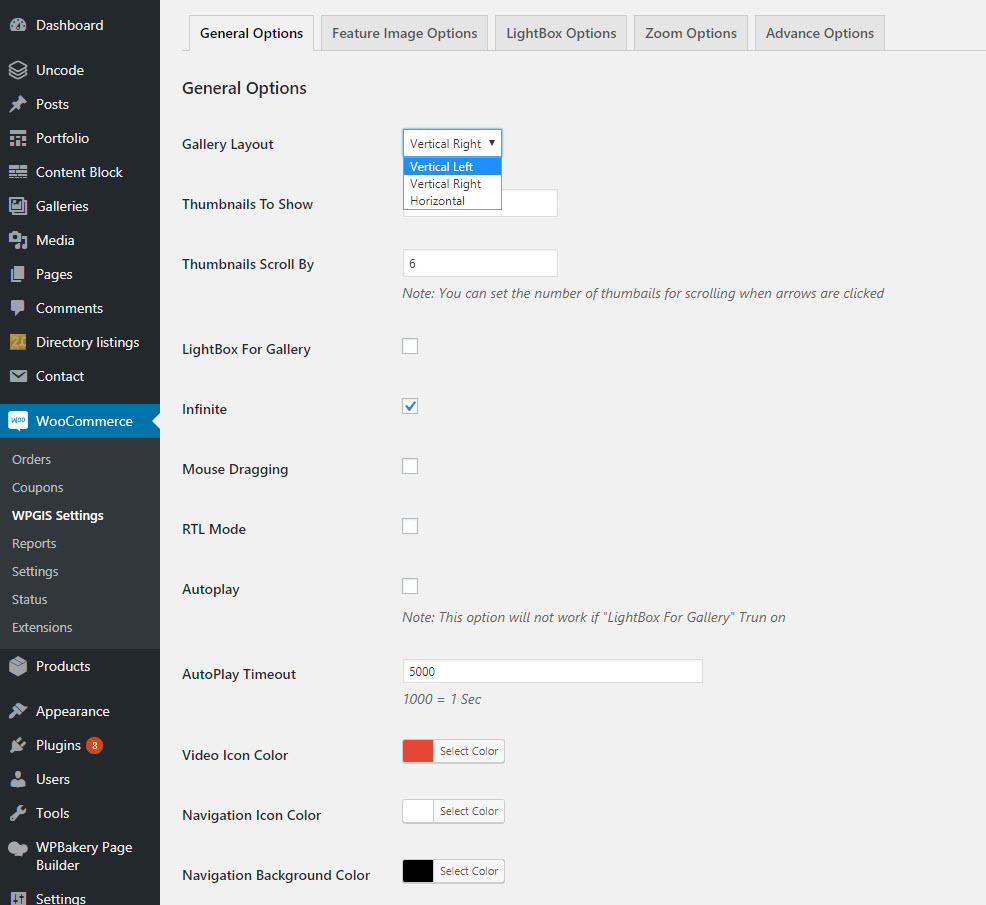 Dashboard
Uncode
Posts
Portfolio
Content Block
Galleries
Media
Pages
Comments
Directory listings
Contact
WooCommerce
Orders
Coupons
WPGIS Settings
Reports
Settings
Status
Extensions
Products
Appearance
Plugins 8
Users
Tools
WPBakery Page
Builder
Settings
General Options Feature Image Options LightBox Options Zoom Options Advance Options
General Options
Gallery Layout Vertical Right
Vertical Left
Vertical Right
Horizontal
Thumbnails To Show
Thumbnails Scroll By 6
Note: You can set the number of thumbails for scrolling when arrows are clicked
LightBox For Gallery
Infinite
Mouse Dragging
RTL Mode
Autoplay
Note: This option will not work if "LightBox For Gallery" Trun on
AutoPlay Timeout 5000
1000 = 1 Sec
Video Icon Color Select Color
Navigation Icon Color Select Color
Navigation Background Color Select Color